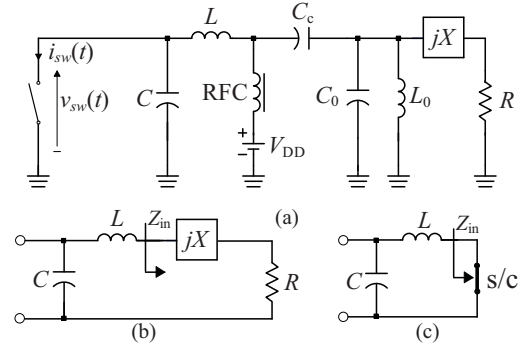 L C_c
i_sw(t) jX
v_sw(t) C RFC C_0 L_0 R
+
- V_DD
-
(a)
L Z_in jX
C R
(b)
L Z_in
C s/c
(c)